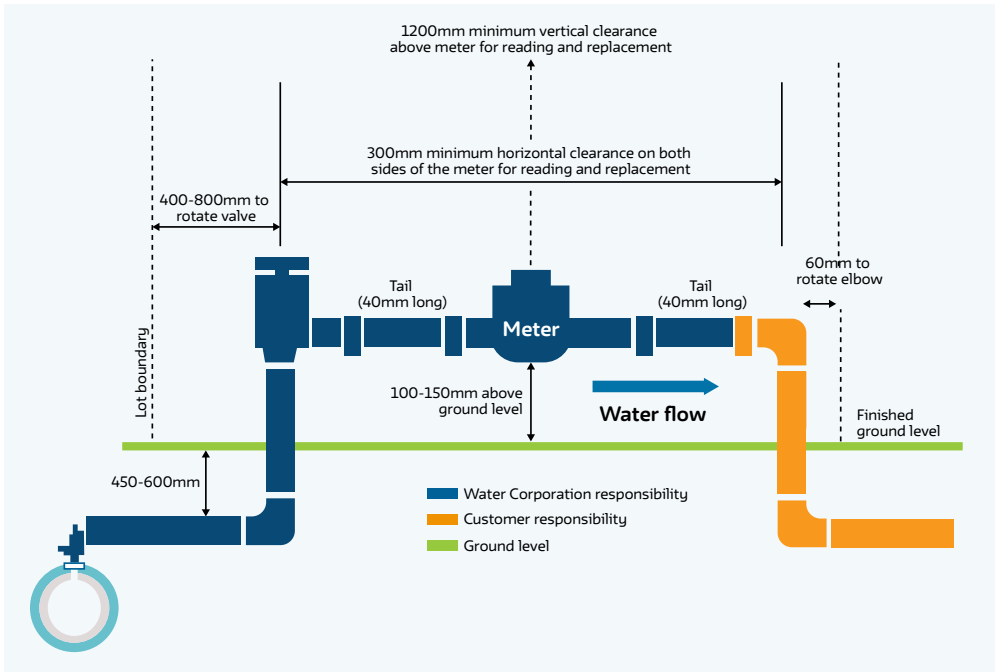 1200mm minimum vertical clearance
above meter for reading and replacement
300mm minimum horizontal clearance on both
sides of the meter for reading and replacement
400-800mm to
rotate valve
60mm to
rotate elbow
Tail
(40mm long)
Tail
(40mm long)
Meter
Lot boundary
100-150mm above
ground level
Water flow
Finished
ground level
450-600mm
Water Corporation responsibility
Customer responsibility
Ground level